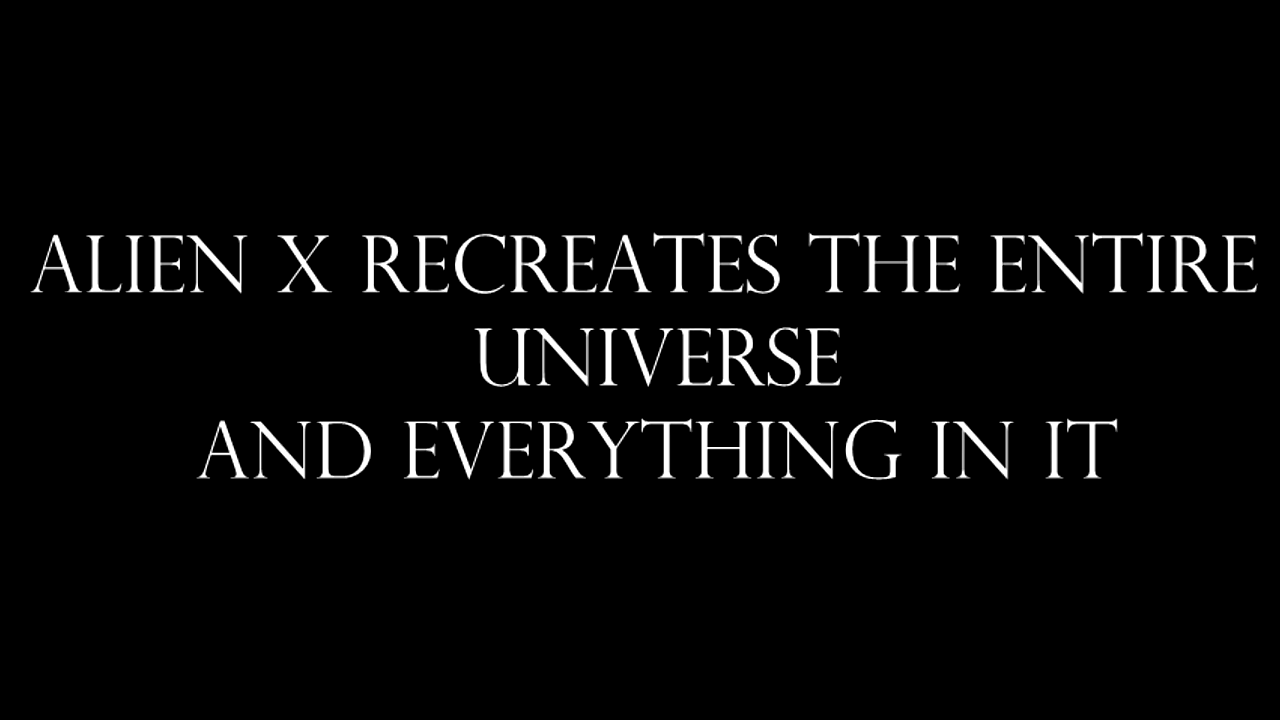 ALIEN X RECREATES THE ENTIRE
UNIVERSE
AND EVERYTHING IN IT